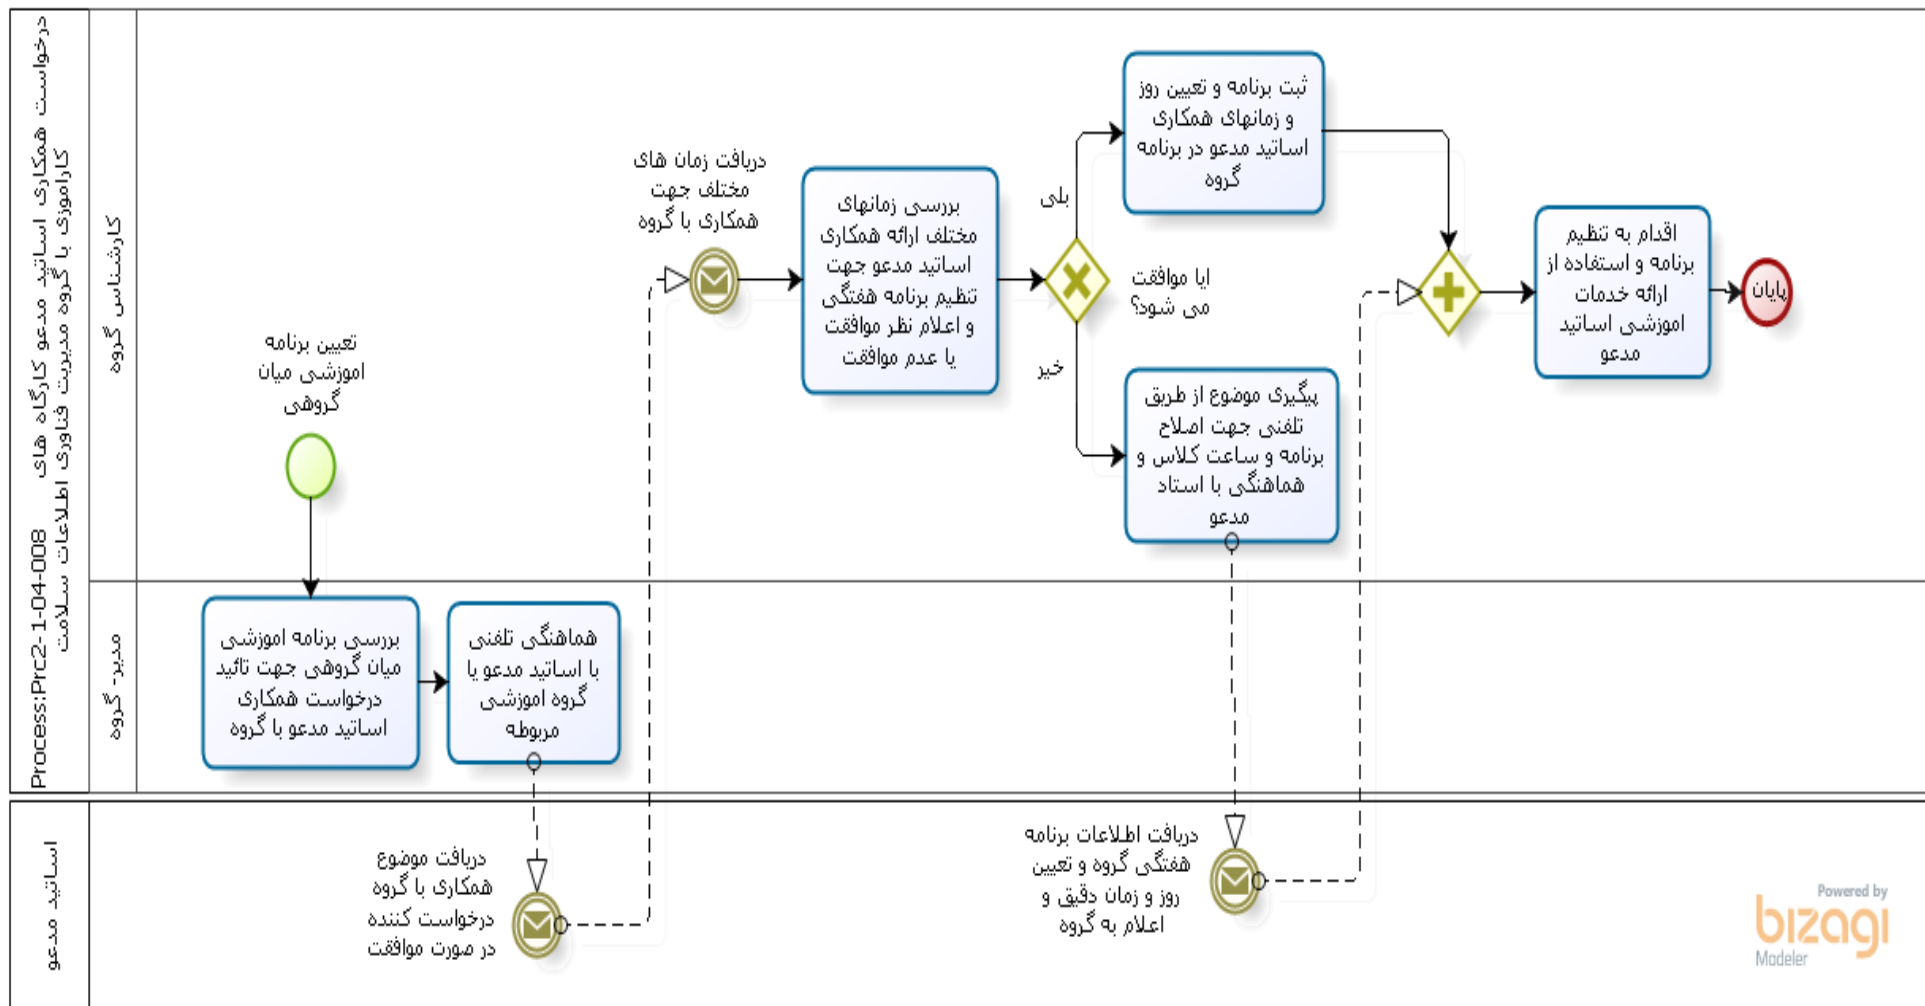 Process:Prc2-1-04-008 درخواست همکاری اساتید مدعو کارگاه های
کاراموزی با گروه مدیریت فناوری اطلاعات سلامت
کارشناس گروه
تعیین برنامه
اموزشی میان
گروهی
دریافت زمان های
مختلف جهت
همکاری با گروه
بررسی زمانهای
مختلف ارائه همکاری
اساتید مدعو جهت
تنظیم برنامه هفتگی
و اعلام نظر موافقت
یا عدم موافقت
ایا موافقت
می شود؟
بلی
خیر
ثبت برنامه و تعیین روز
و زمانهای همکاری
اساتید مدعو در برنامه
گروه
پیگیری موضوع از طریق
تلفنی جهت اصلاح
برنامه و ساعت کلاس و
هماهنگی با استاد
مدعو
اقدام به تنظیم
برنامه و استفاده از
ارائه خدمات
اموزشی اساتید
مدعو
پایان
مدیر- گروه
بررسی برنامه اموزشی
میان گروهی جهت تائید
درخواست همکاری
اساتید مدعو با گروه
هماهنگی تلفنی
با اساتید مدعو یا
گروه اموزشی
مربوطه
اساتید مدعو
دریافت موضوع
همکاری با گروه
درخواست کننده
در صورت موافقت
دریافت اطلاعات برنامه
هفتگی گروه و تعیین
روز و زمان دقیق و
اعلام به گروه
Powered by
bizagi
Modeler